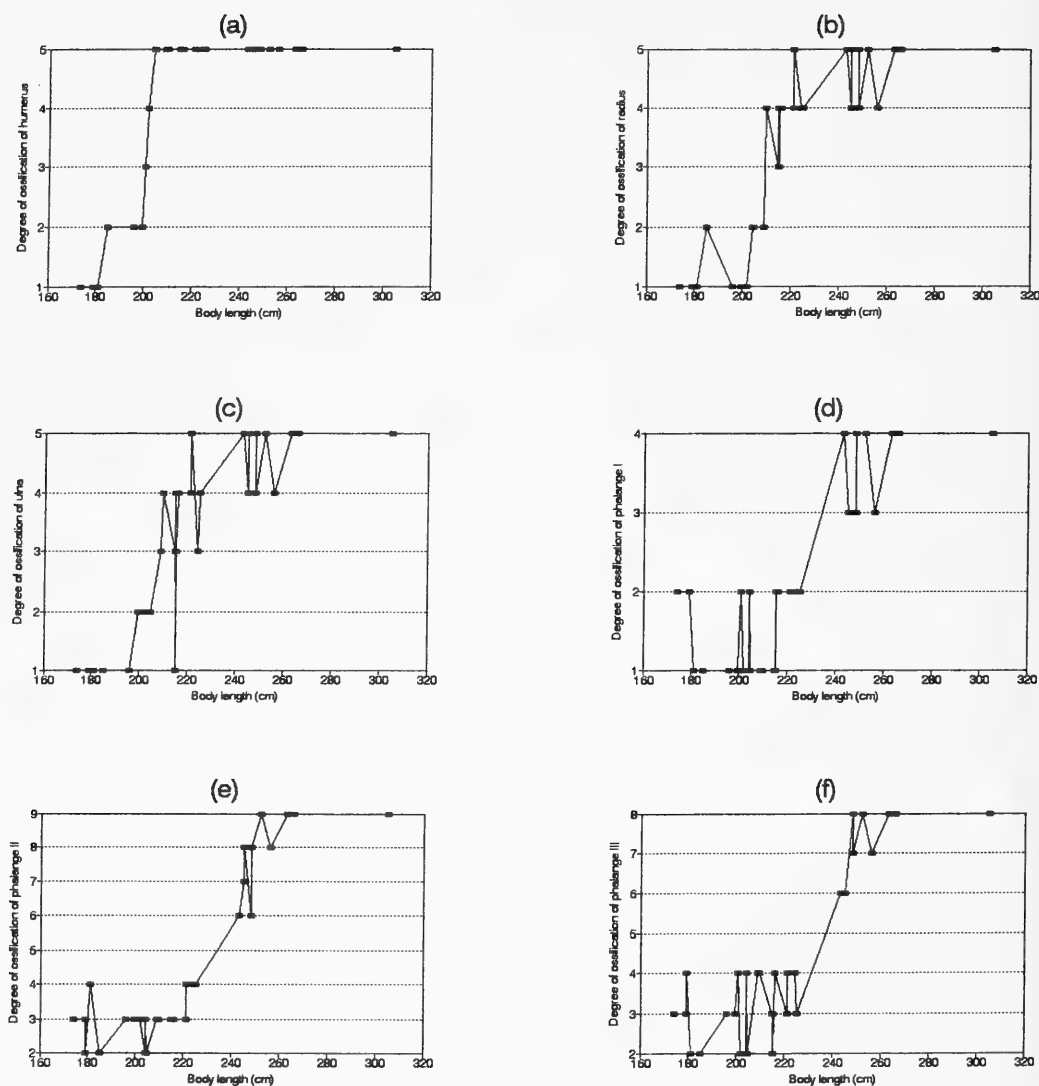 (a)
Degree of ossification of humerus
5
4
3
2
1
160 180 200 220 240 260 280 300 320
Body length (cm)
(b)
Degree of ossification of radius
5
4
3
2
1
160 180 200 220 240 260 280 300 320
Body length (cm)
(c)
Degree of ossification of ulna
5
4
3
2
1
160 180 200 220 240 260 280 300 320
Body length (cm)
(d)
Degree of ossification of phalange I
4
3
2
1
160 180 200 220 240 260 280 300 320
Body length (cm)
(e)
Degree of ossification of phalange II
9
8
7
6
5
4
3
2
160 180 200 220 240 260 280 300 320
Body length (cm)
(f)
Degree of ossification of phalange III
8
7
6
5
4
3
2
160 180 200 220 240 260 280 300 320
Body length (cm)